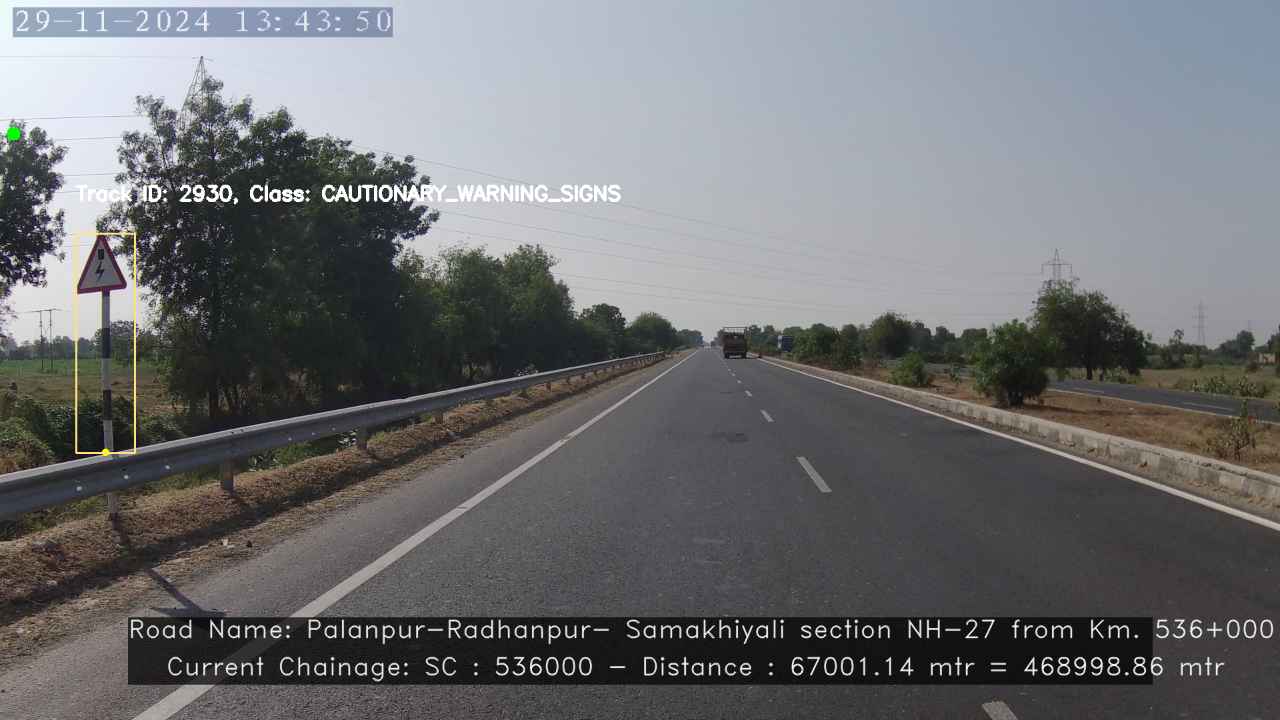 29-11-2024 13:43:50
Track ID: 2930, Class: CAUTIONARY_WARNING_SIGNS
Road Name: Palanpur-Radhanpur- Samakhiyali section NH-27 from Km. 536+000
Current Chainage: SC : 536000 - Distance : 67001.14 mtr = 468998.86 mtr